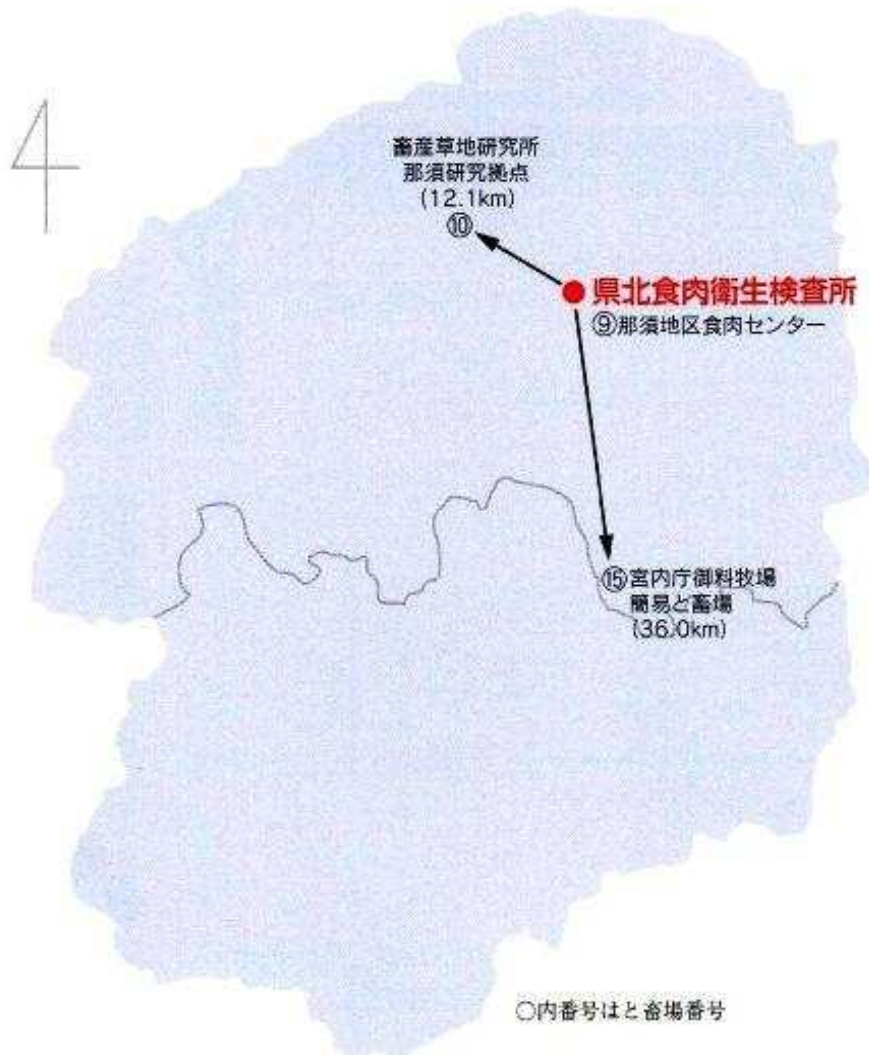 畜産草地研究所
那須研究拠点
(12.1km)
⑩
県北食肉衛生検査所
⑨那須地区食肉センター
⑮宮内庁御料牧場
簡易と畜場
(36.0km)
○内番号はと畜場番号